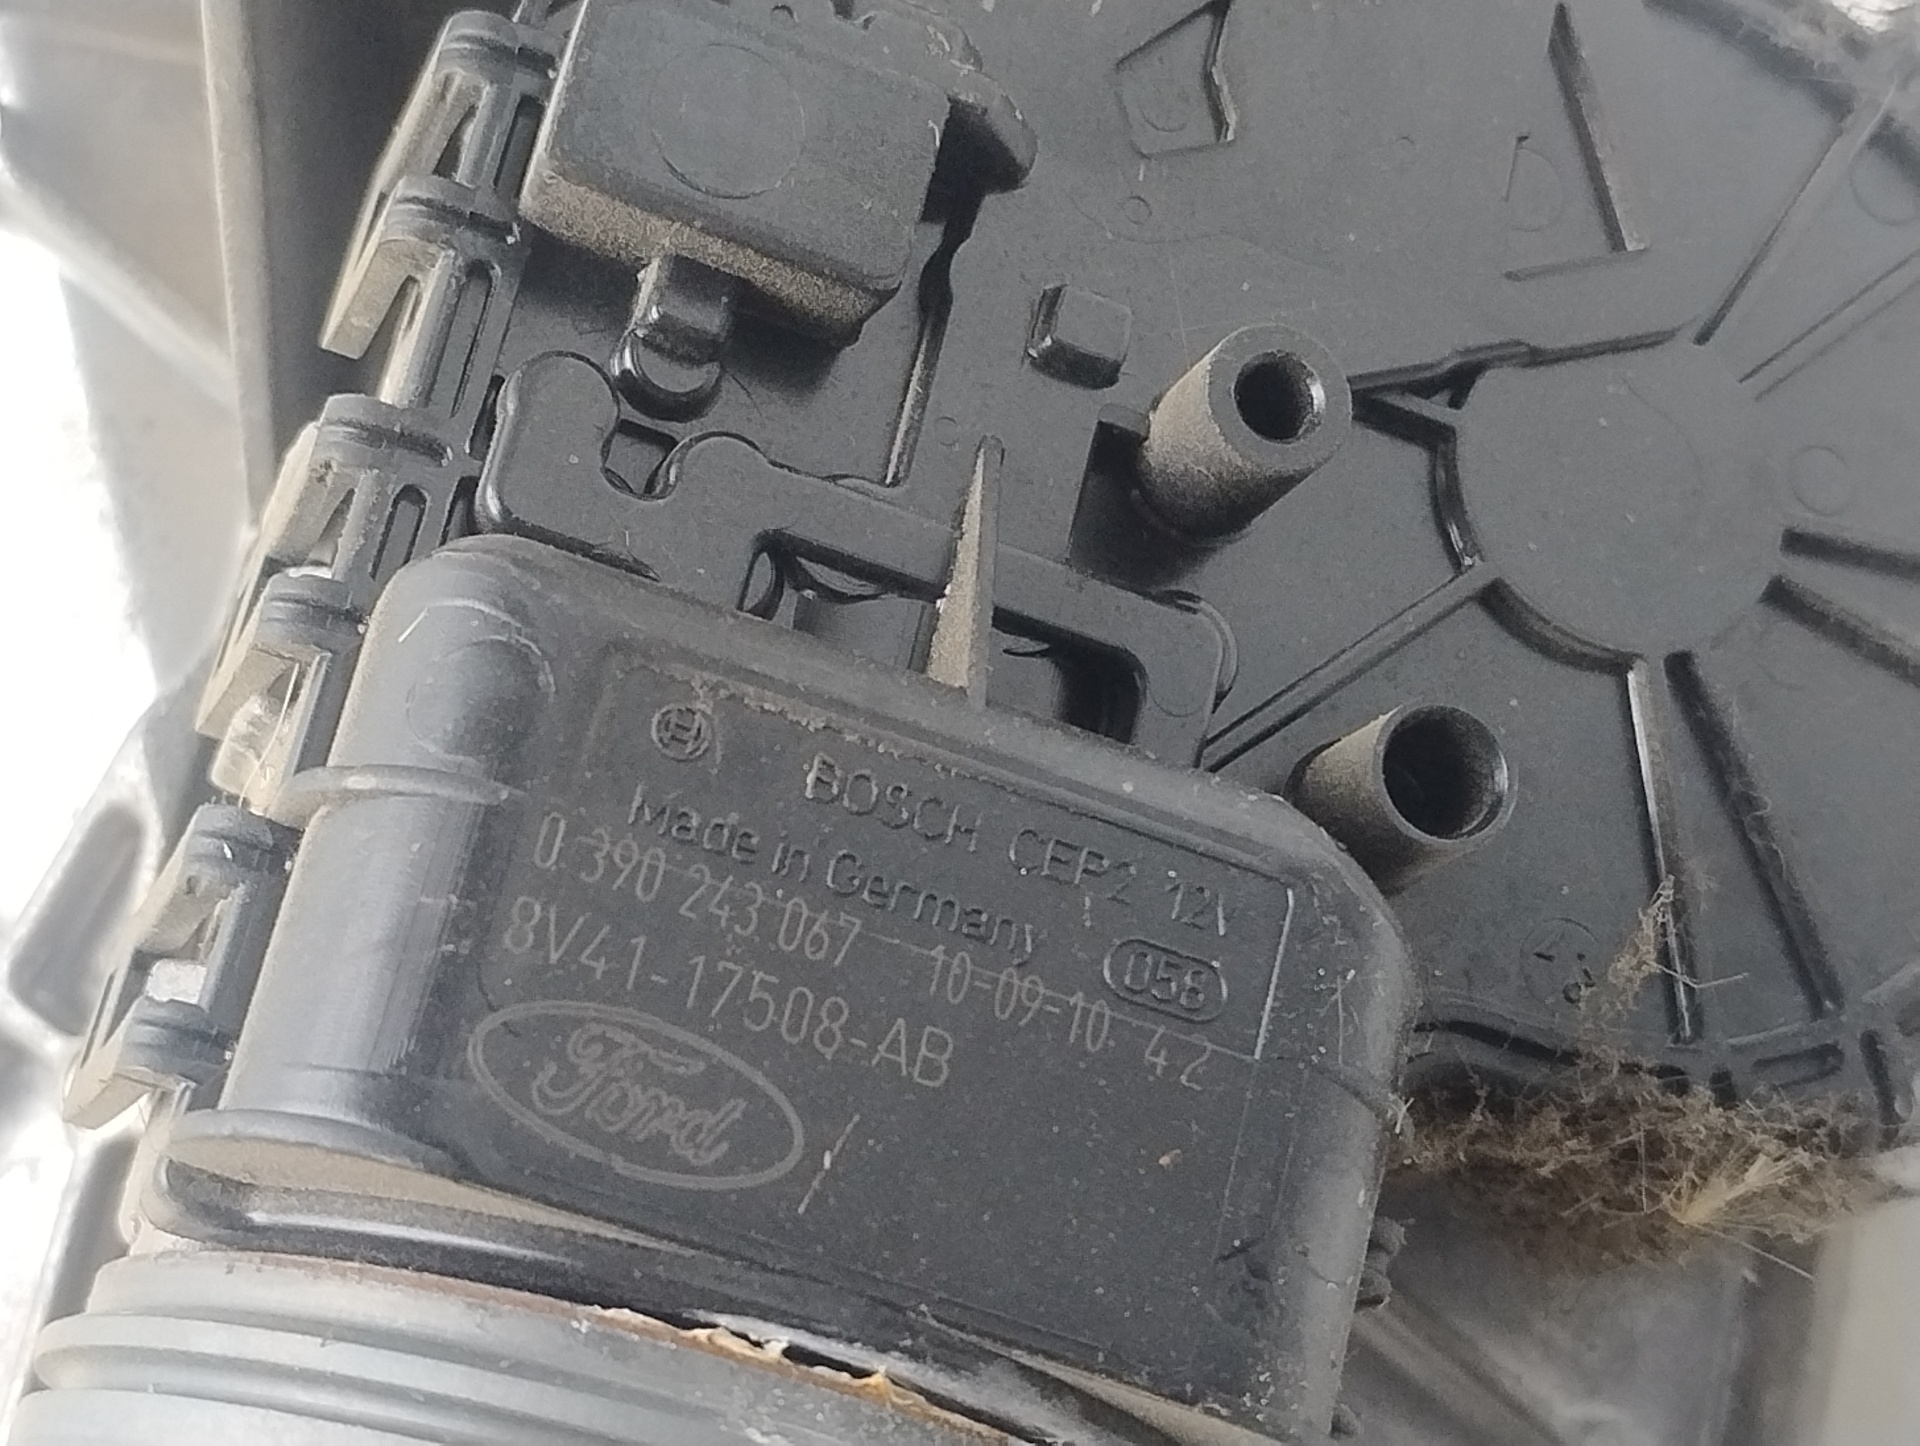 BOSCH CEP2 12V
Made in Germany 058
0 390 243 067 10-09-10 42
8V41-17508-AB
Ford